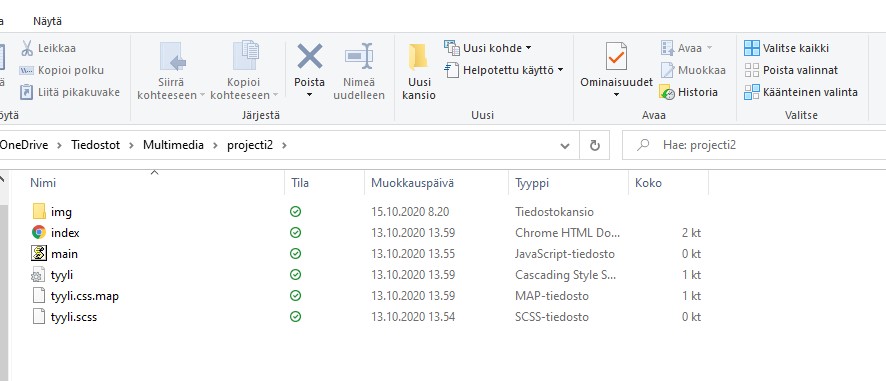 Näytä
Leikkaa
Kopioi polku
Liitä pikakuvake
Siirrä kohteeseen
Kopioi kohteeseen
Poista
Nimeä uudelleen
Järjestä
Uusi kansio
Uusi kohde
Helpotettu käyttö
Uusi
Ominaisuudet
Avaa
Muokkaa
Historia
Avaa
Valitse kaikki
Poista valinnat
Käänteinen valinta
Valitse
OneDrive > Tiedostot > Multimedia > projecti2 >
Hae: projecti2
Nimi Tila Muokkauspäivä Tyyppi Koko
img 15.10.2020 8.20 Tiedostokansio
index 13.10.2020 13.59 Chrome HTML Do... 2 kt
main 13.10.2020 13.55 JavaScript-tiedosto 0 kt
tyyli 13.10.2020 13.59 Cascading Style S... 1 kt
tyyli.css.map 13.10.2020 13.59 MAP-tiedosto 1 kt
tyyli.scss 13.10.2020 13.54 SCSS-tiedosto 0 kt